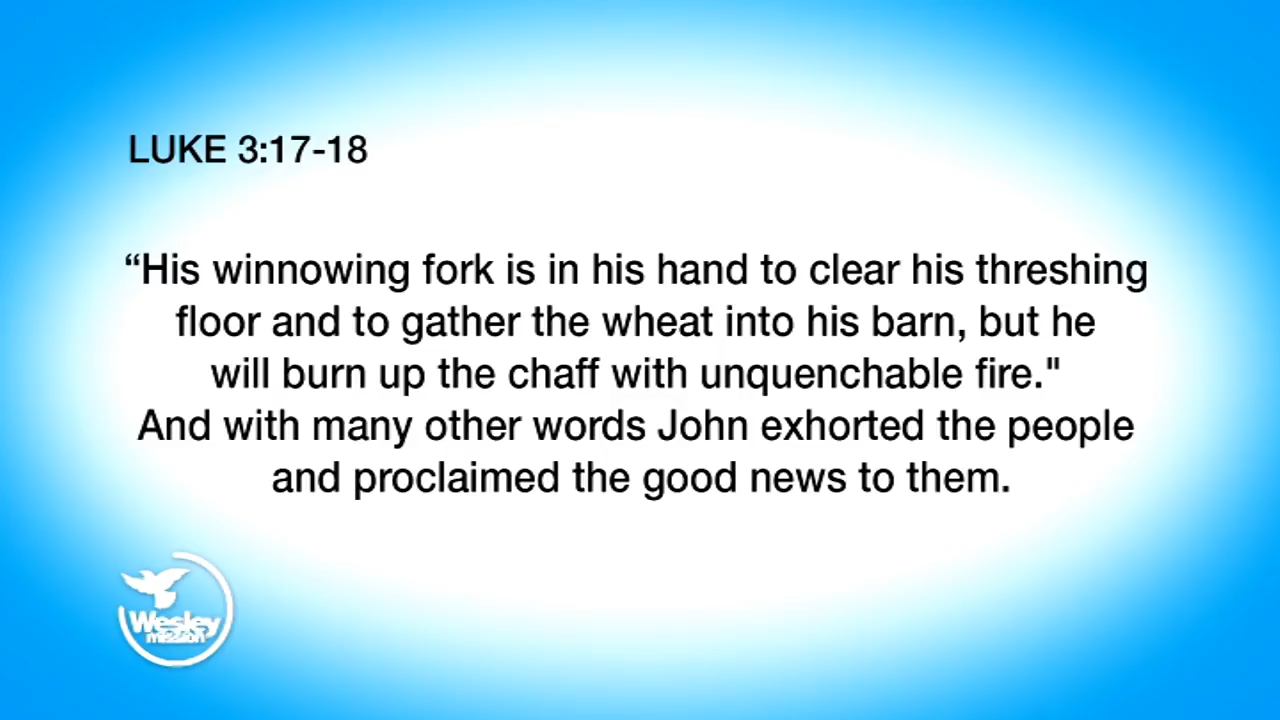 LUKE 3:17-18
“His winnowing fork is in his hand to clear his threshing
floor and to gather the wheat into his barn, but he
will burn up the chaff with unquenchable fire."
And with many other words John exhorted the people
and proclaimed the good news to them.
Wesley
mission